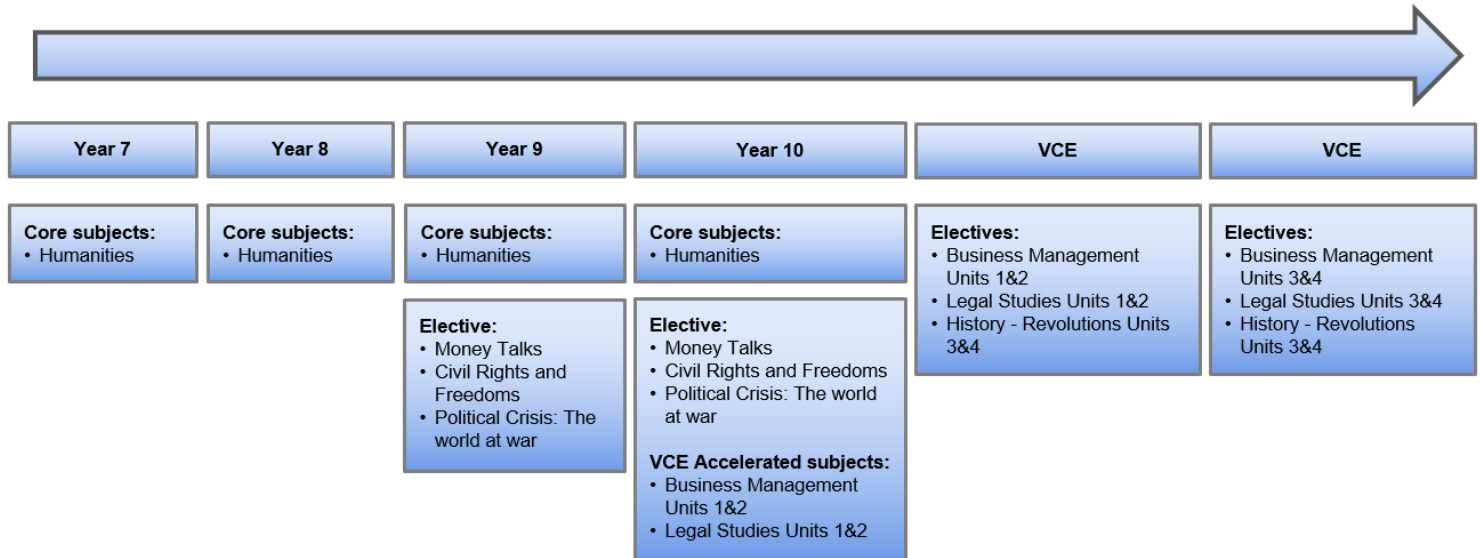 Year 7
Year 8
Year 9
Year 10
VCE
VCE
Core subjects:
• Humanities
Core subjects:
• Humanities
Core subjects:
• Humanities
Elective:
• Money Talks
• Civil Rights and
Freedoms
• Political Crisis: The
world at war
Core subjects:
• Humanities
Elective:
• Money Talks
• Civil Rights and Freedoms
• Political Crisis: The world
at war
VCE Accelerated subjects:
• Business Management
Units 1&2
• Legal Studies Units 1&2
Electives:
• Business Management
Units 1&2
• Legal Studies Units 1&2
• History - Revolutions Units
3&4
Electives:
• Business Management
Units 3&4
• Legal Studies Units 3&4
• History - Revolutions
Units 3&4